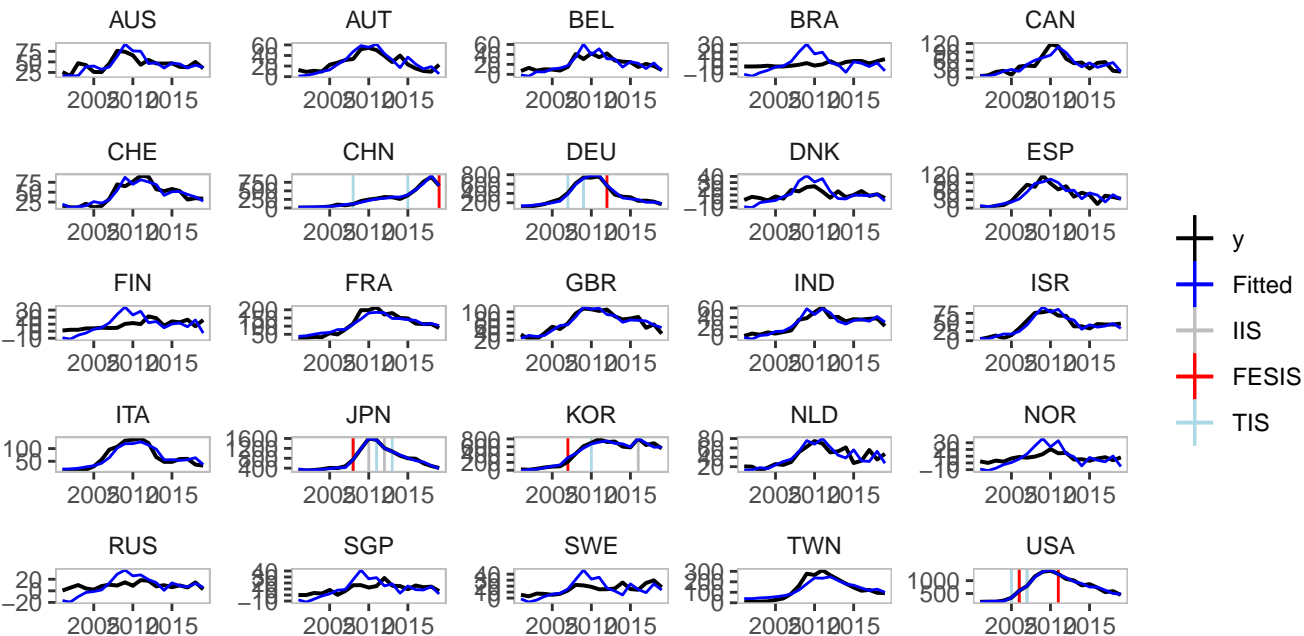 AUS AUT BEL BRA CAN
75 50 25 60 40 20 0 60 40 20 0 30 20 10 0 −10 120 90 60 30 0
2005 2010 2015 2005 2010 2015 2005 2010 2015 2005 2010 2015 2005 2010 2015
CHE CHN DEU DNK ESP
75 50 25 750 500 250 0 800 600 400 200 40 30 20 10 0 −10 120 90 60 30 0
2005 2010 2015 2005 2010 2015 2005 2010 2015 2005 2010 2015 2005 2010 2015
y
Fitted
IIS
FESIS
TIS
FIN FRA GBR IND ISR
30 20 10 0 −10 200 150 100 50 100 80 60 40 20 60 40 20 0 75 50 25 0
2005 2010 2015 2005 2010 2015 2005 2010 2015 2005 2010 2015 2005 2010 2015
ITA JPN KOR NLD NOR
100 50 1600 1200 800 400 800 600 400 200 0 80 60 40 20 30 20 10 0 −10
2005 2010 2015 2005 2010 2015 2005 2010 2015 2005 2010 2015 2005 2010 2015
RUS SGP SWE TWN USA
20 0 −20 40 30 20 10 0 −10 40 30 20 10 0 300 200 100 0 1000 500
2005 2010 2015 2005 2010 2015 2005 2010 2015 2005 2010 2015 2005 2010 2015